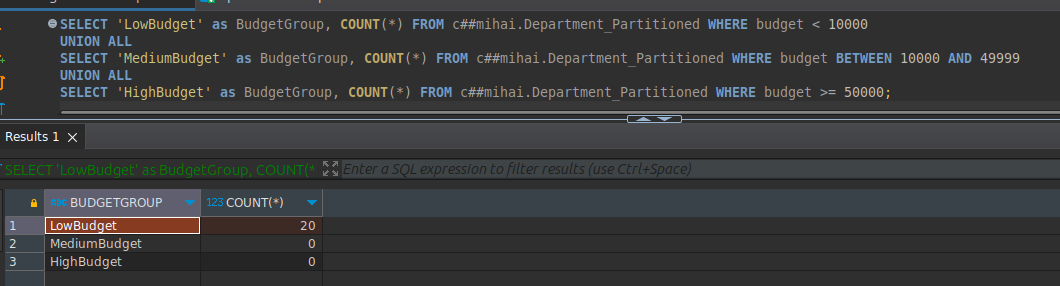 SELECT 'LowBudget' as BudgetGroup, COUNT(*) FROM c##mihai.Department_Partitioned WHERE budget < 10000
UNION ALL
SELECT 'MediumBudget' as BudgetGroup, COUNT(*) FROM c##mihai.Department_Partitioned WHERE budget BETWEEN 10000 AND 49999
UNION ALL
SELECT 'HighBudget' as BudgetGroup, COUNT(*) FROM c##mihai.Department_Partitioned WHERE budget >= 50000;
Results 1
SELECT 'LowBudget' as BudgetGroup, COUNT(* Enter a SQL expression to filter results (use Ctrl+Space)
ABC BUDGETGROUP 123 COUNT(*)
1 LowBudget 20
2 MediumBudget 0
3 HighBudget 0